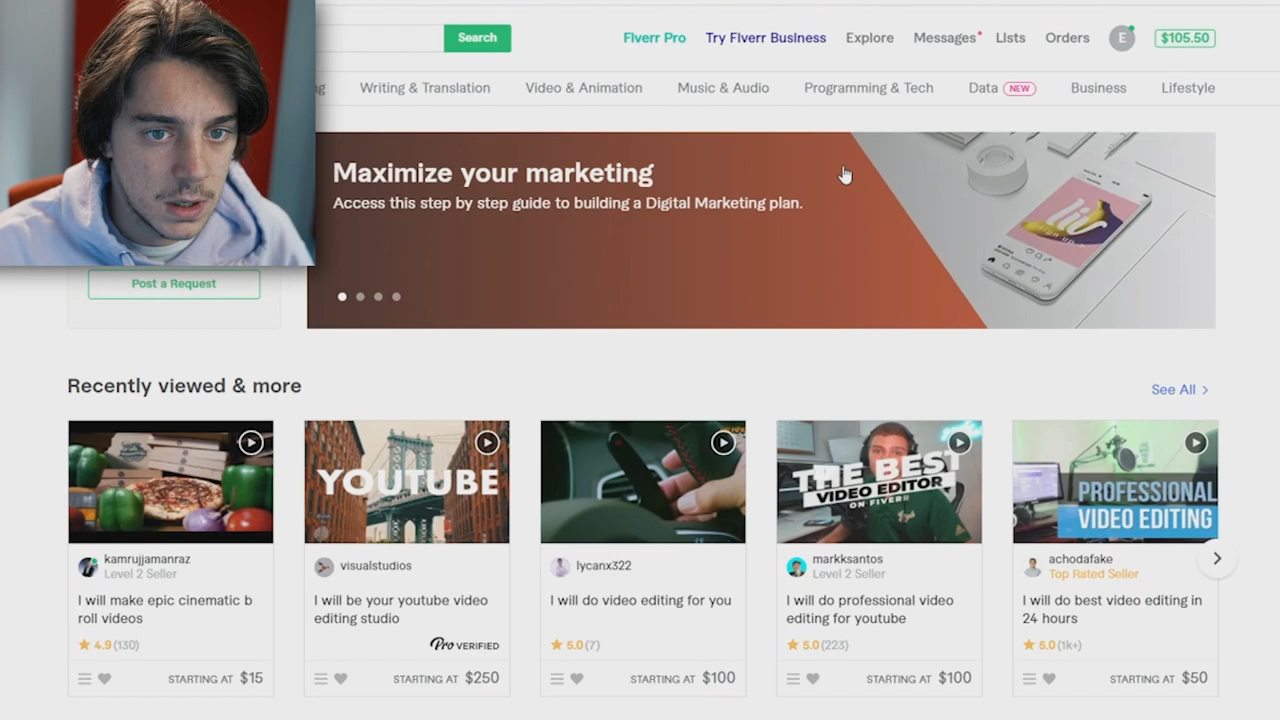 Search
Fiverr Pro
Try Fiverr Business
Explore
Messages
Lists
Orders
E
$105.50
ng
Writing & Translation
Video & Animation
Music & Audio
Programming & Tech
Data NEW
Business
Lifestyle
Maximize your marketing
Access this step by step guide to building a Digital Marketing plan.
liv
sign up
Post a Request
Recently viewed & more
See All
YOUTUBE
THE BEST
VIDEO EDITOR
ON FIVERR
PROFESSIONAL
VIDEO EDITING
kamrujjamanraz
Level 2 Seller
I will make epic cinematic b
roll videos
4.9 (130)
STARTING AT $15
visualstudios
I will be your youtube video
editing studio
Pro VERIFIED
STARTING AT $250
lycanx322
I will do video editing for you
5.0 (7)
STARTING AT $100
markksantos
Level 2 Seller
I will do professional video
editing for youtube
5.0 (223)
STARTING AT $100
achodafake
Top Rated Seller
I will do best video editing in
24 hours
5.0 (1k+)
STARTING AT $50